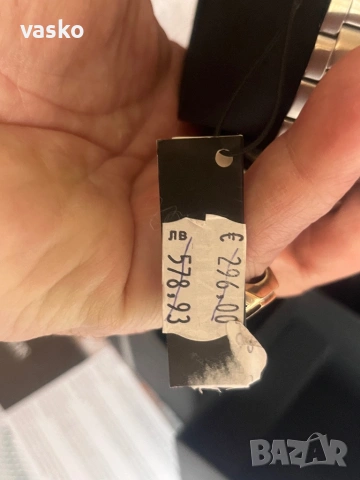 vasko
€ 296,00
лв 578,93
BAZAR